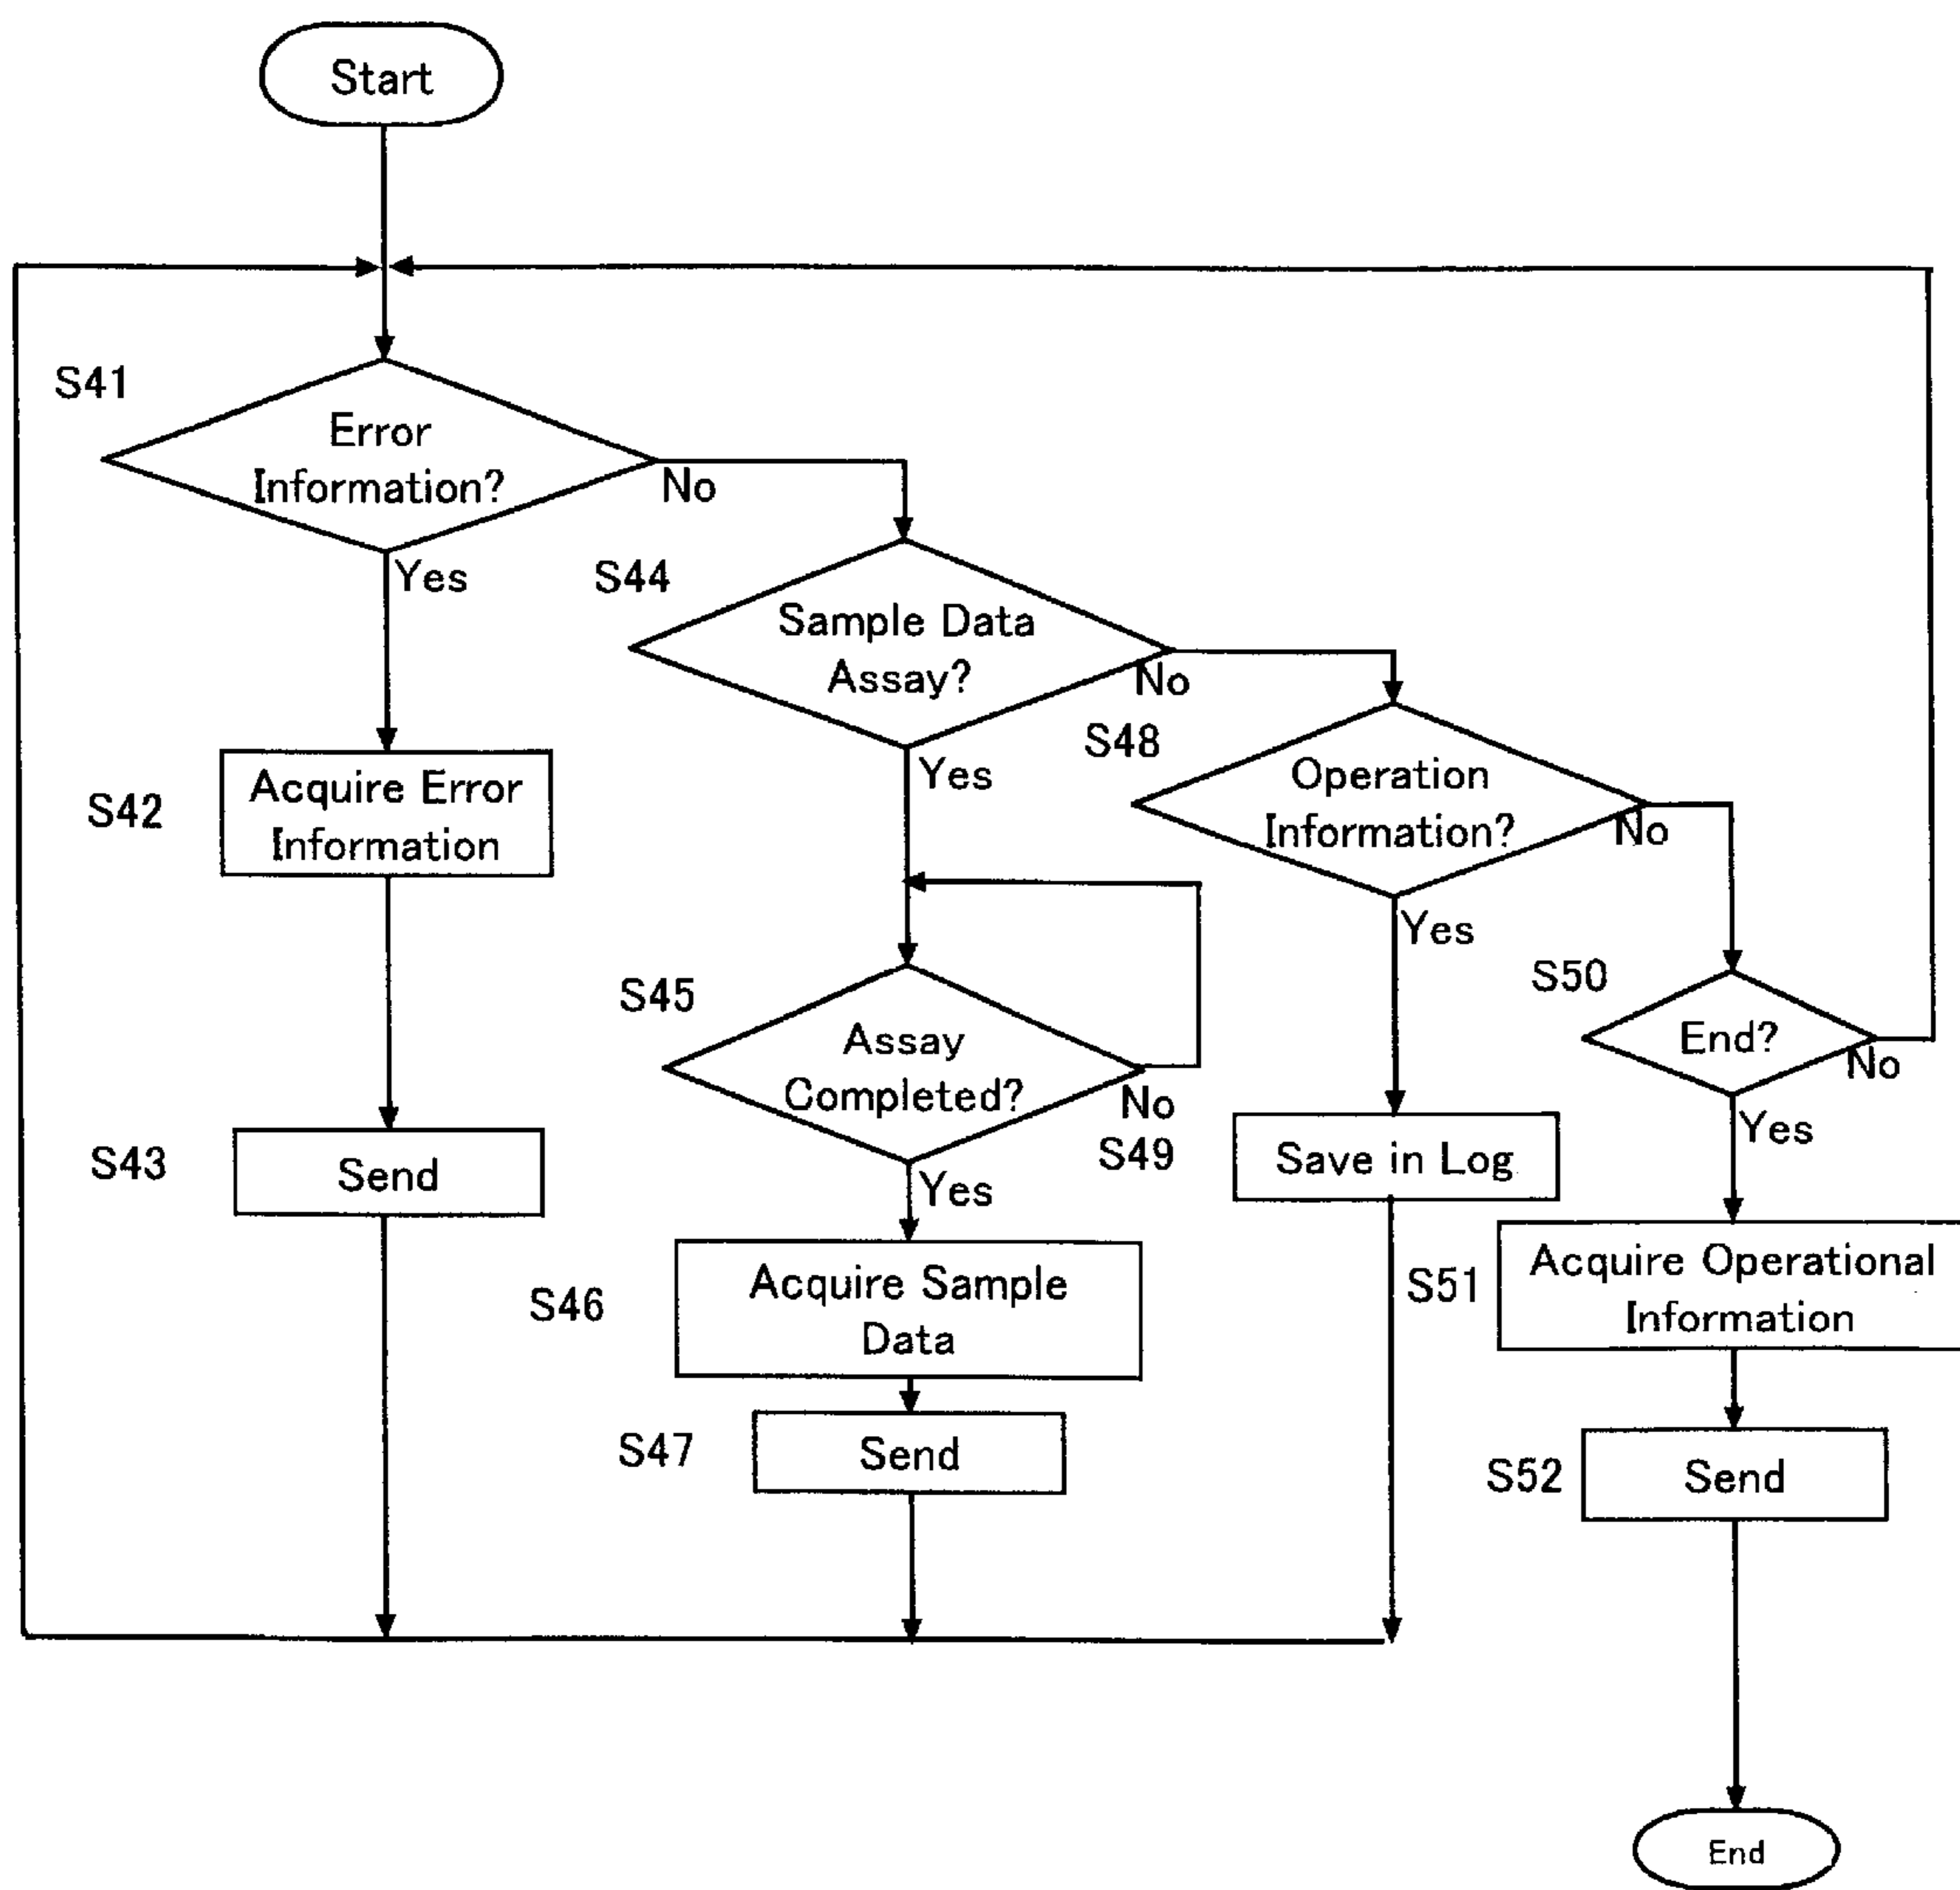 Start
S41
Error
Information?
No
Yes
S42
Acquire Error
Information
S43
Send
S44
Sample Data
Assay?
No
Yes
S45
Assay
Completed?
No
Yes
S46
Acquire Sample
Data
S47
Send
S48
Operation
Information?
No
Yes
S49
Save in Log
S50
End?
No
Yes
S51
Acquire Operational
Information
S52
Send
End